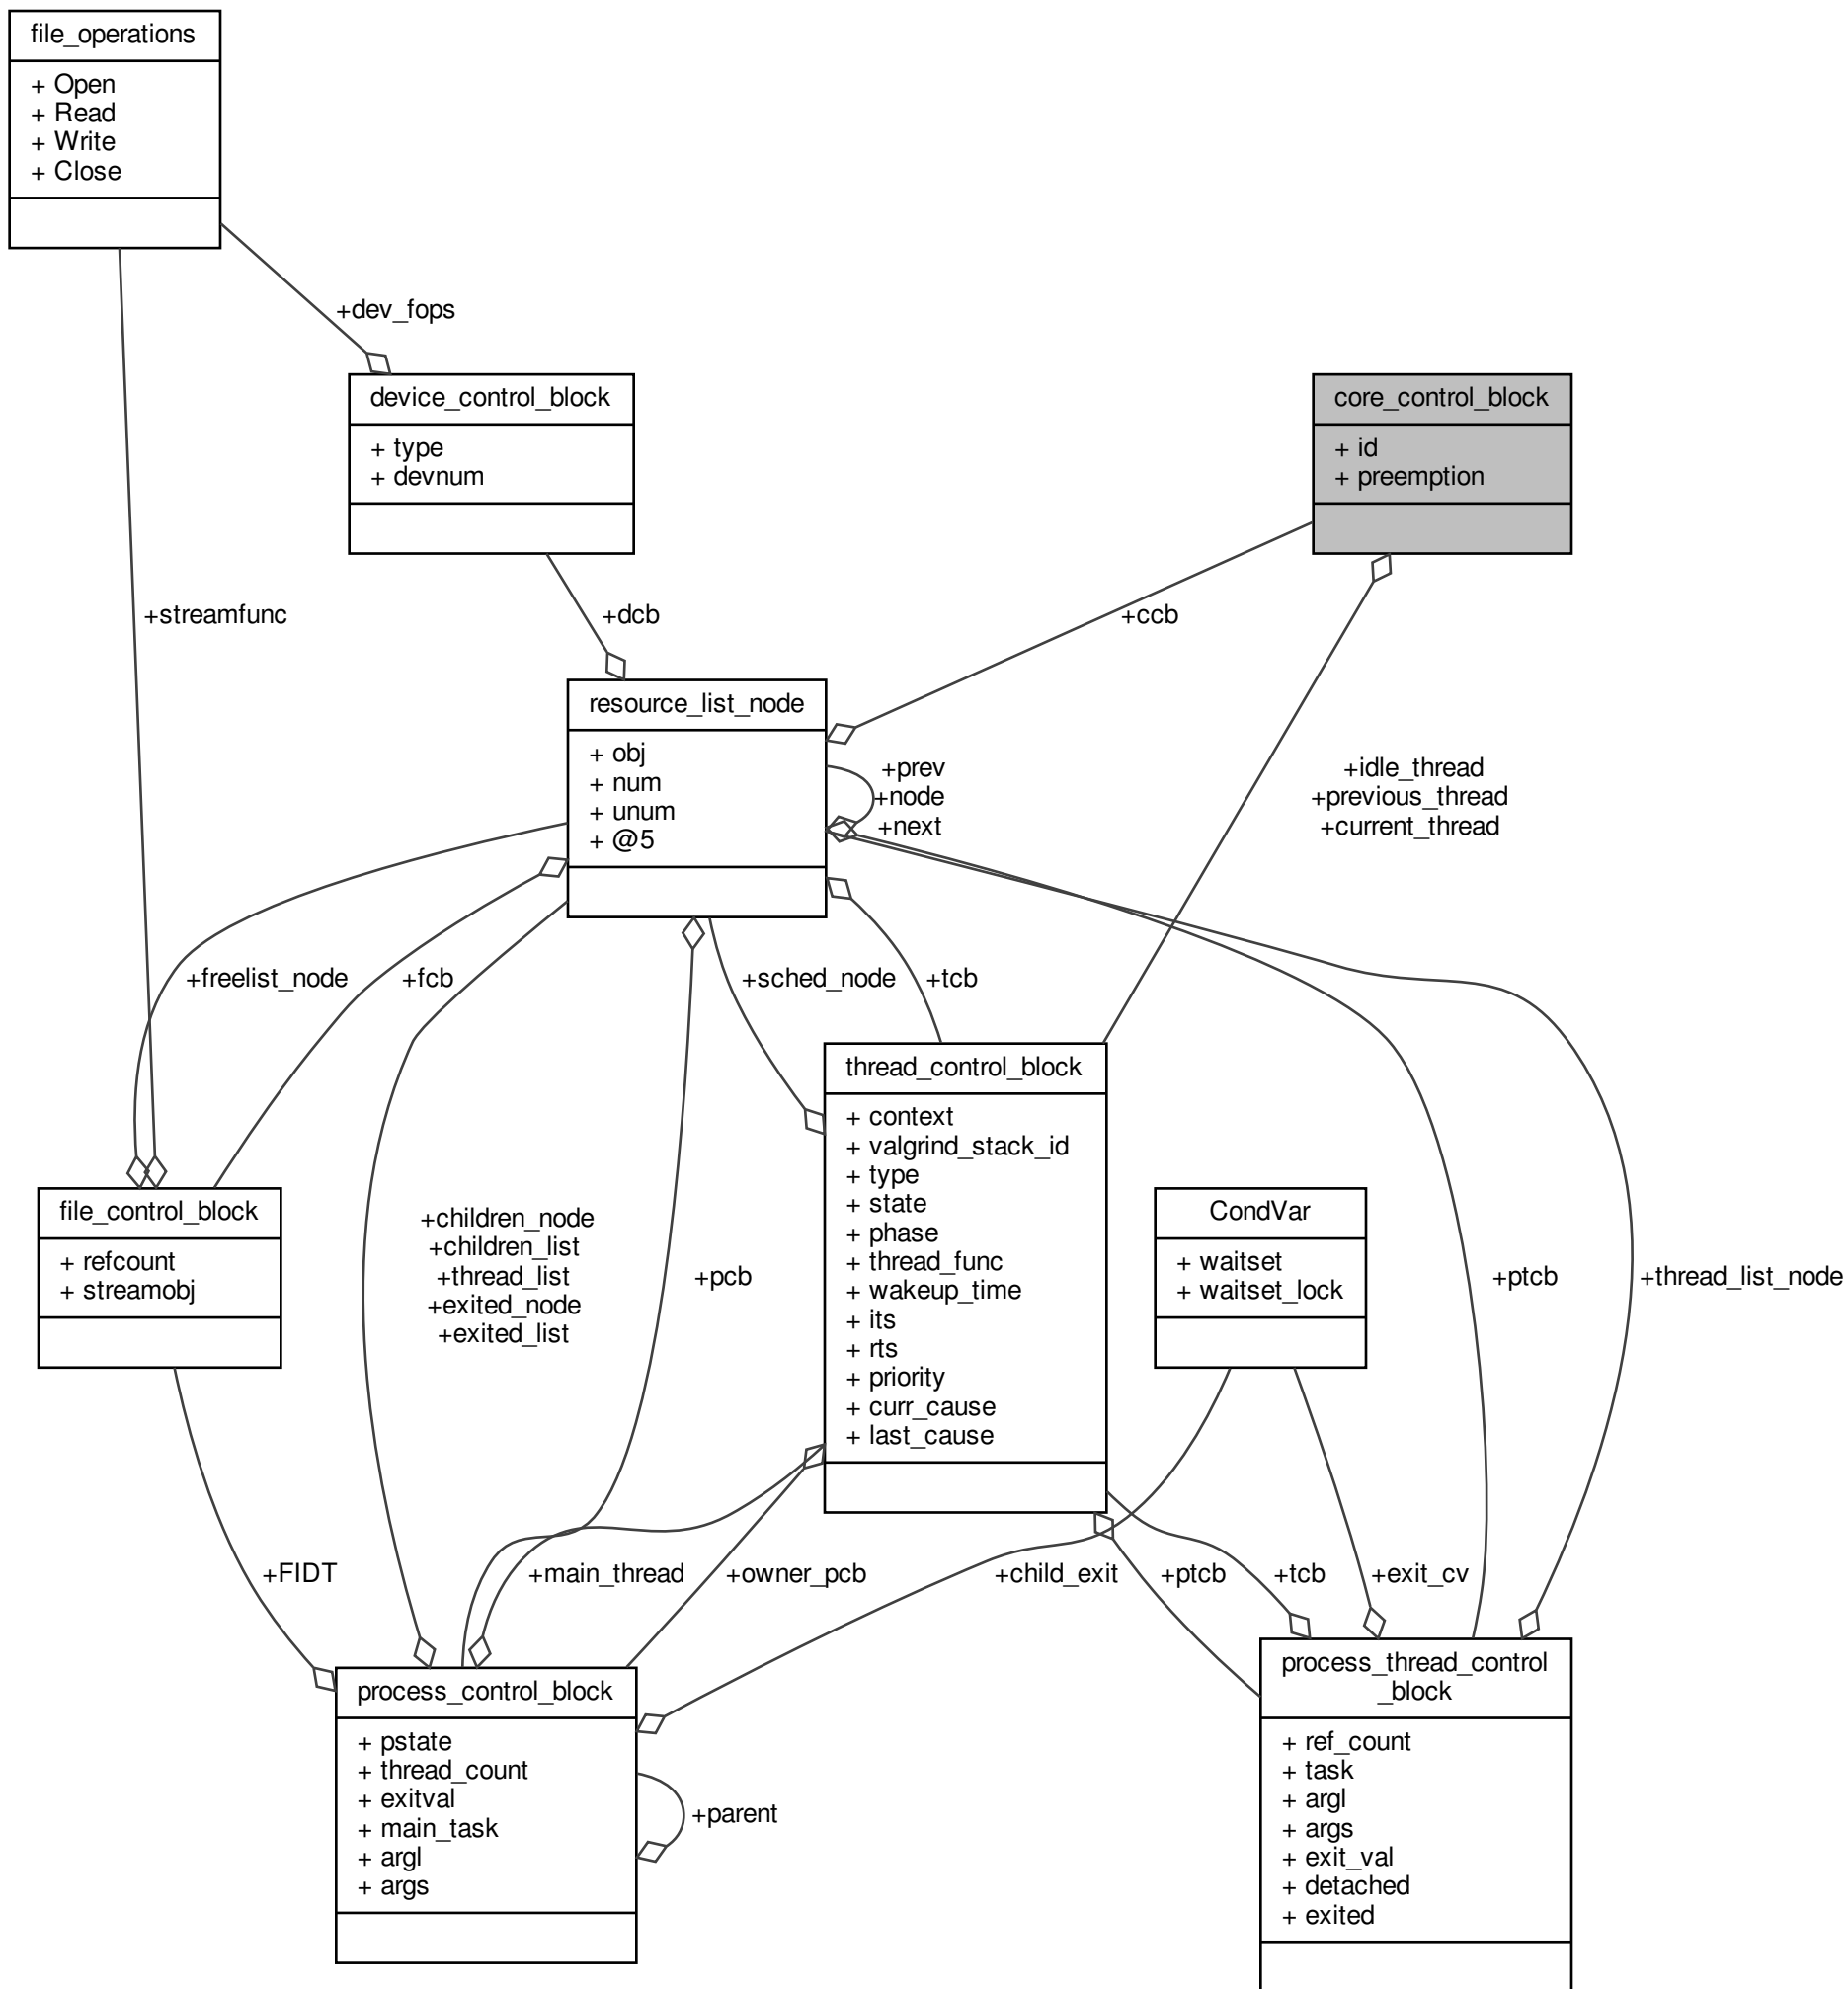 file_operations
+ Open
+ Read
+ Write
+ Close
+dev_fops
device_control_block
+ type
+ devnum
core_control_block
+ id
+ preemption
+streamfunc
+dcb
+ccb
resource_list_node
+ obj
+ num
+ unum
+ @5
+prev
+node
+next
+idle_thread
+previous_thread
+current_thread
+freelist_node
+fcb
+sched_node
+tcb
thread_control_block
+ context
+ valgrind_stack_id
+ type
+ state
+ phase
+ thread_func
+ wakeup_time
+ its
+ rts
+ priority
+ curr_cause
+ last_cause
file_control_block
+ refcount
+ streamobj
+children_node
+children_list
+thread_list
+exited_node
+exited_list
+pcb
CondVar
+ waitset
+ waitset_lock
+ptcb
+thread_list_node
+FIDT
+main_thread
+owner_pcb
+child_exit
+ptcb
+tcb
+exit_cv
process_control_block
+ pstate
+ thread_count
+ exitval
+ main_task
+ argl
+ args
+parent
process_thread_control
_block
+ ref_count
+ task
+ argl
+ args
+ exit_val
+ detached
+ exited